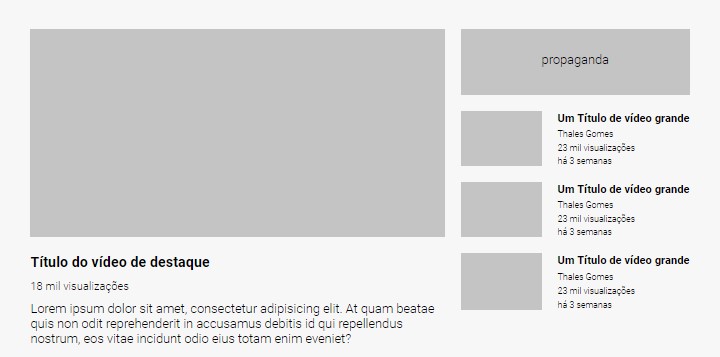 Título do vídeo de destaque
18 mil visualizações
Lorem ipsum dolor sit amet, consectetur adipisicing elit. At quam beatae
quis non odit reprehenderit in accusamus debitis id qui repellendus
nostrum, eos vitae incidunt odio eius totam enim eveniet?
propaganda
Um Título de vídeo grande
Thales Gomes
23 mil visualizações
há 3 semanas
Um Título de vídeo grande
Thales Gomes
23 mil visualizações
há 3 semanas
Um Título de vídeo grande
Thales Gomes
23 mil visualizações
há 3 semanas